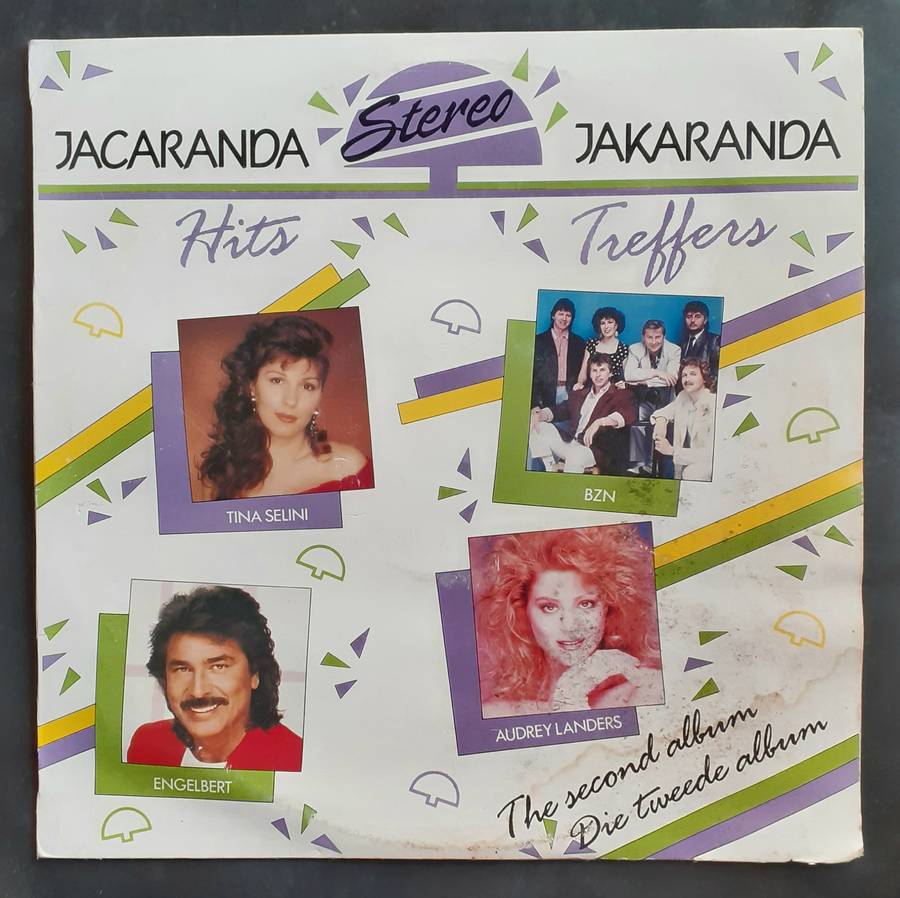 Stereo
JACARANDA JAKARANDA
Hits Treffers
TINA SELINI
BZN
ENGELBERT
AUDREY LANDERS
The second album
Die tweede album